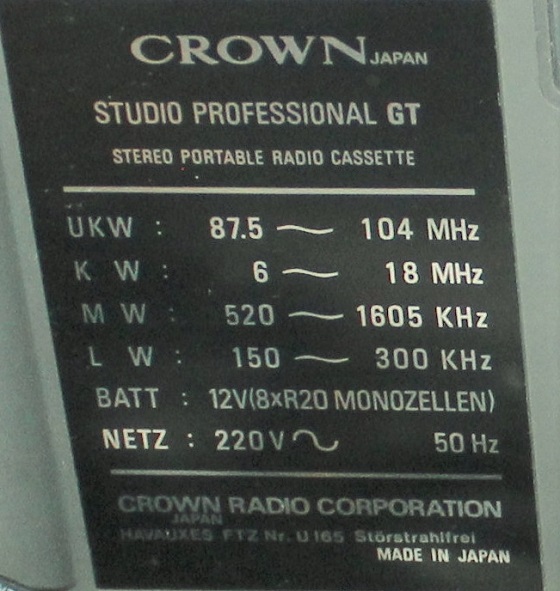 CROWN JAPAN
STUDIO PROFESSIONAL GT
STEREO PORTABLE RADIO CASSETTE
UKW : 87.5 ~ 104 MHz
K W : 6 ~ 18 MHz
M W : 520 ~ 1605 KHz
L W : 150 ~ 300 KHz
BATT : 12V(8xR20 MONOZELLEN)
NETZ : 220V ~ 50 Hz
CROWN RADIO CORPORATION
JAPAN
HAVAUXES FTZ Nr. U 165 Störstrahlfrei
MADE IN JAPAN